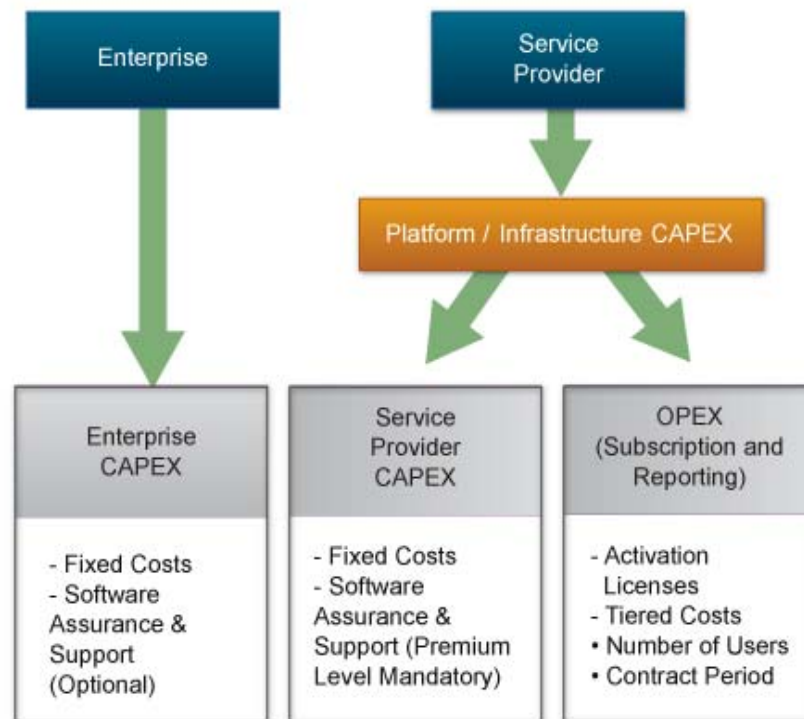 Enterprise
Service
Provider
Platform / Infrastructure CAPEX
Enterprise
CAPEX
- Fixed Costs
- Software
Assurance &
Support
(Optional)
Service
Provider
CAPEX
- Fixed Costs
- Software
Assurance &
Support (Premium
Level Mandatory)
OPEX
(Subscription and
Reporting)
- Activation
Licenses
- Tiered Costs
• Number of Users
• Contract Period